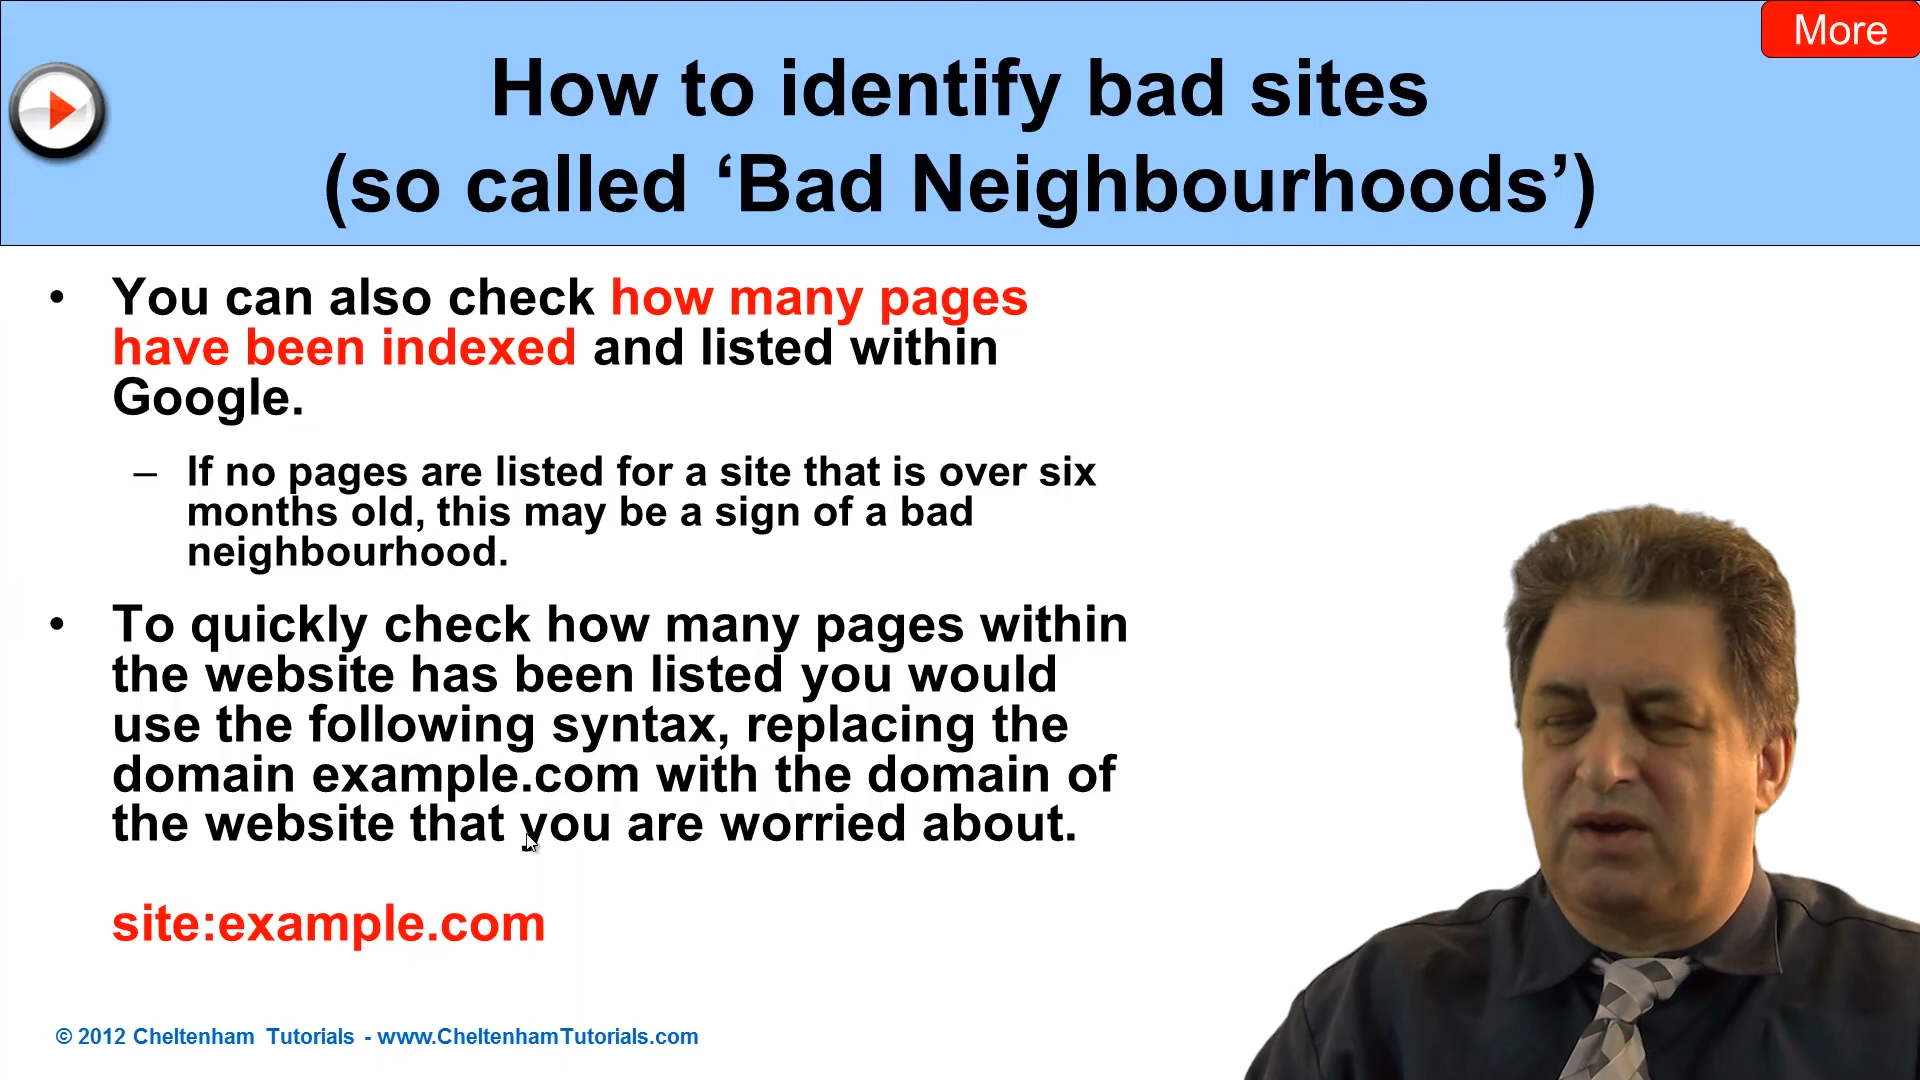 More
How to identify bad sites
(so called ‘Bad Neighbourhoods’)
• You can also check how many pages
have been indexed and listed within
Google.
– If no pages are listed for a site that is over six
months old, this may be a sign of a bad
neighbourhood.
• To quickly check how many pages within
the website has been listed you would
use the following syntax, replacing the
domain example.com with the domain of
the website that you are worried about.
site:example.com
© 2012 Cheltenham Tutorials - www.CheltenhamTutorials.com